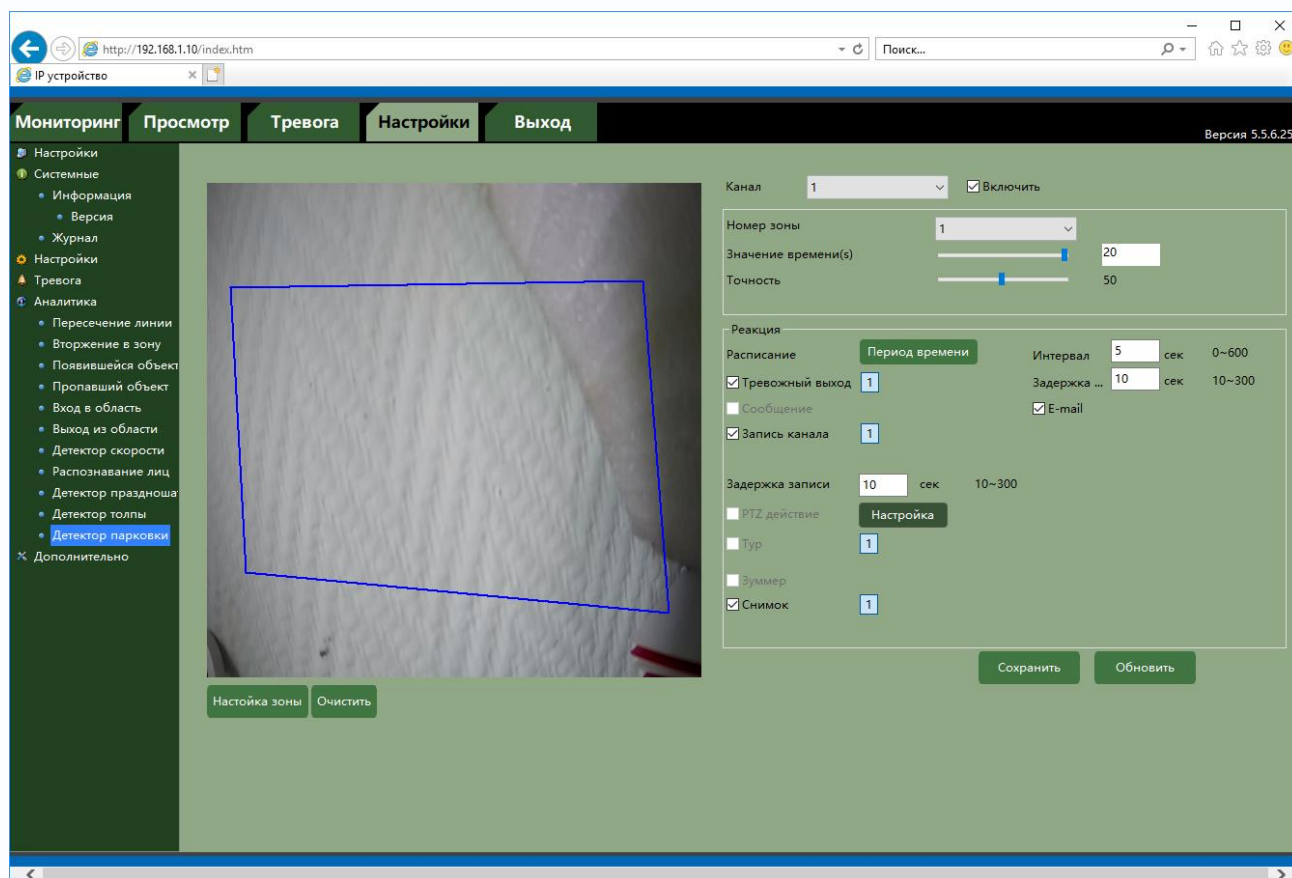 http://192.168.1.10/index.htm
Поиск...
IP устройство
Мониторинг Просмотр Тревога Настройки Выход
Версия 5.5.6.25
Настройки
Системные
Информация
Версия
Журнал
Настройки
Тревога
Аналитика
Пересечение линии
Вторжение в зону
Появившейся объект
Пропавший объект
Вход в область
Выход из области
Детектор скорости
Распознавание лиц
Детектор праздноша
Детектор толпы
Детектор парковки
Дополнительно
Настойка зоны Очистить
Канал 1 Включить
Номер зоны 1
Значение времени(s) 20
Точность 50
Реакция
Расписание Период времени Интервал 5 сек 0~600
Тревожный выход 1 Задержка ... 10 сек 10~300
Сообщение E-mail
Запись канала 1
Задержка записи 10 сек 10~300
PTZ действие Настройка
Тур 1
Зуммер
Снимок 1
Сохранить Обновить